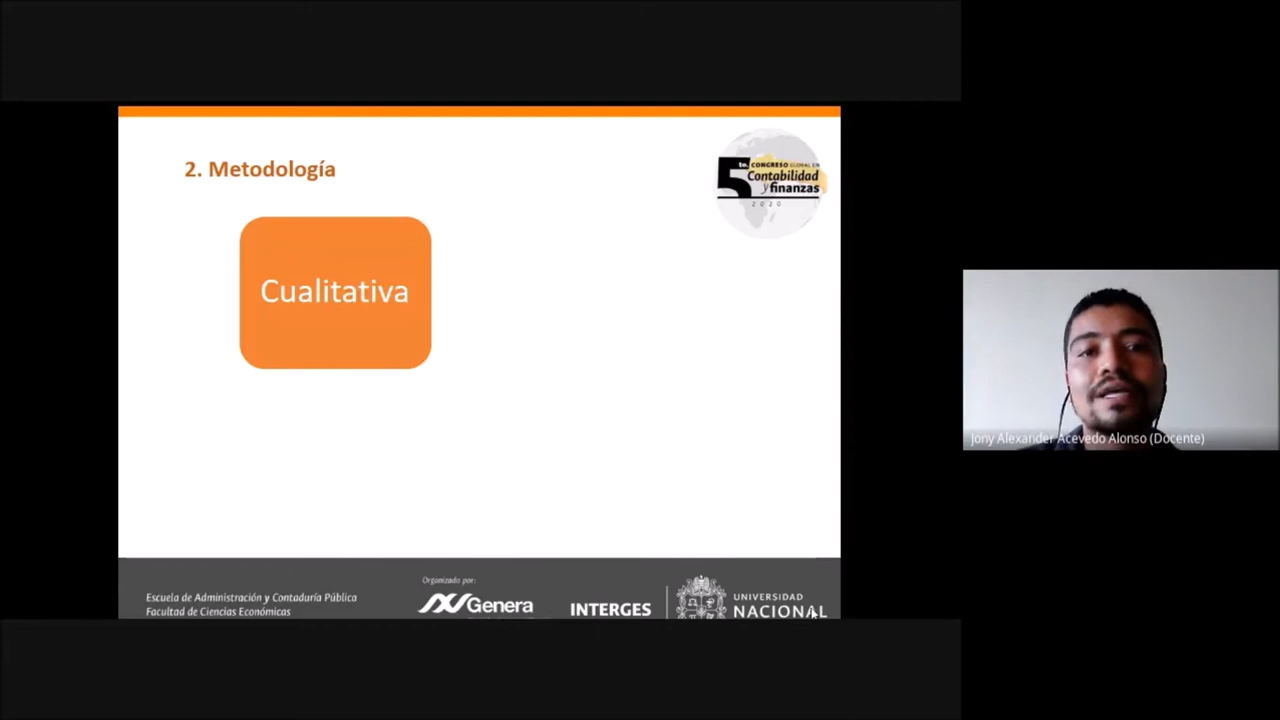 2. Metodología
5to. CONGRESO GLOBAL EN
Contabilidad
y finanzas
2020
Cualitativa
Jony Alexander Acevedo Alonso (Docente)
Organizado por:
Escuela de Administración y Contaduría Pública
Facultad de Ciencias Económicas
Genera
INTERGES
UNIVERSIDAD
NACIONAL